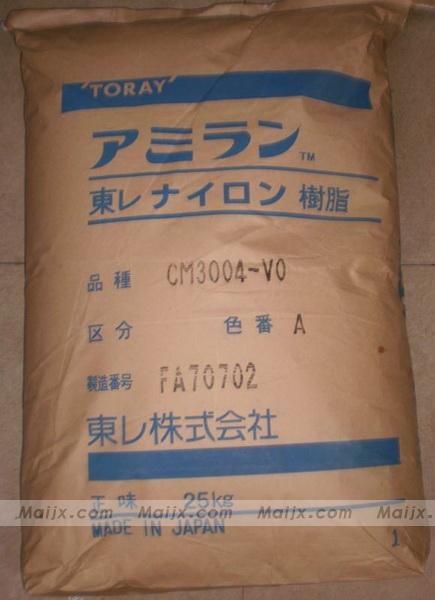 'TORAY'
アミラン™
東レ ナイロン 樹脂
品種 CM3004-V0
区分 色番 A
製造番号 FA70702
東レ株式会社
正味 25kg
Maijx.com Maijx.com Maijx.com Maijx.com
MADE IN JAPAN
1